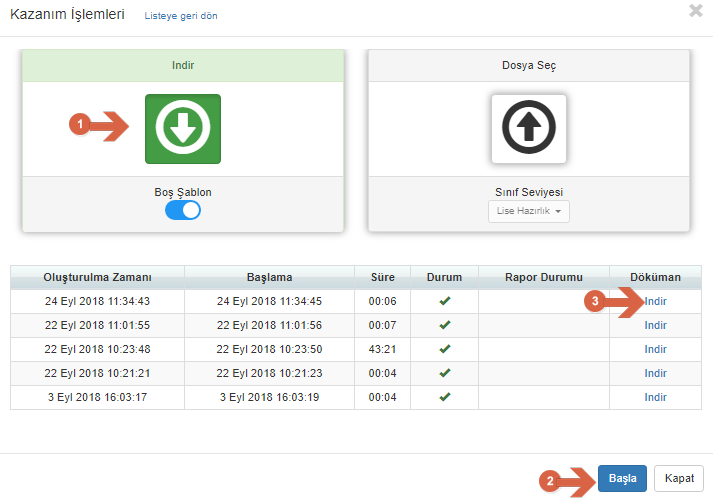 Kazanım İşlemleri Listeye geri dön
Indir
Dosya Seç
1
Boş Şablon
Sınıf Seviyesi
Lise Hazırlık
Oluşturulma Zamanı Başlama Süre Durum Rapor Durumu Döküman
24 Eyl 2018 11:34:43 24 Eyl 2018 11:34:45 00:06 3 Indir
22 Eyl 2018 11:01:55 22 Eyl 2018 11:01:56 00:07 Indir
22 Eyl 2018 10:23:48 22 Eyl 2018 10:23:50 43:21 Indir
22 Eyl 2018 10:21:21 22 Eyl 2018 10:21:23 00:04 Indir
3 Eyl 2018 16:03:17 3 Eyl 2018 16:03:19 00:04 Indir
2 Başla Kapat